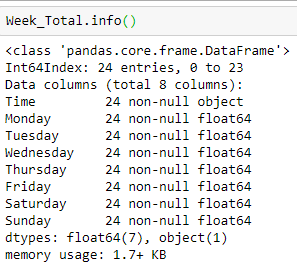 Week_Total.info()
<class 'pandas.core.frame.DataFrame'>
Int64Index: 24 entries, 0 to 23
Data columns (total 8 columns):
Time         24 non-null object
Monday       24 non-null float64
Tuesday      24 non-null float64
Wednesday    24 non-null float64
Thursday     24 non-null float64
Friday       24 non-null float64
Saturday     24 non-null float64
Sunday       24 non-null float64
dtypes: float64(7), object(1)
memory usage: 1.7+ KB